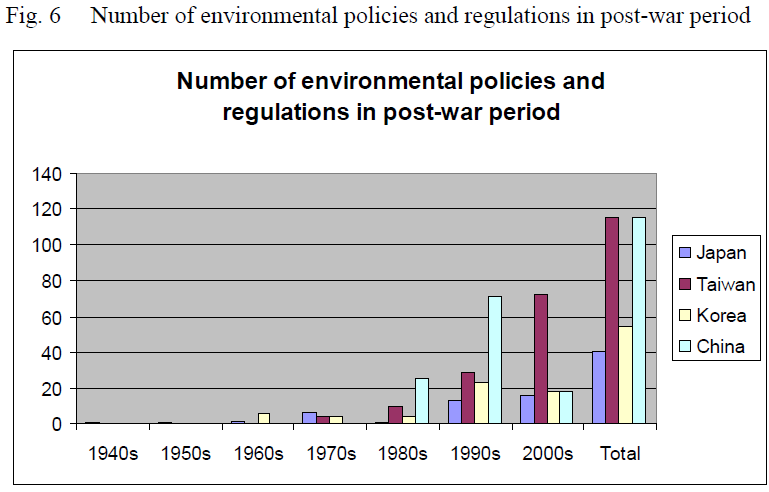 Fig. 6 Number of environmental policies and regulations in post-war period
Number of environmental policies and
regulations in post-war period
140
120
100
80
60
40
20
0
1940s 1950s 1960s 1970s 1980s 1990s 2000s Total
Japan
Taiwan
Korea
China